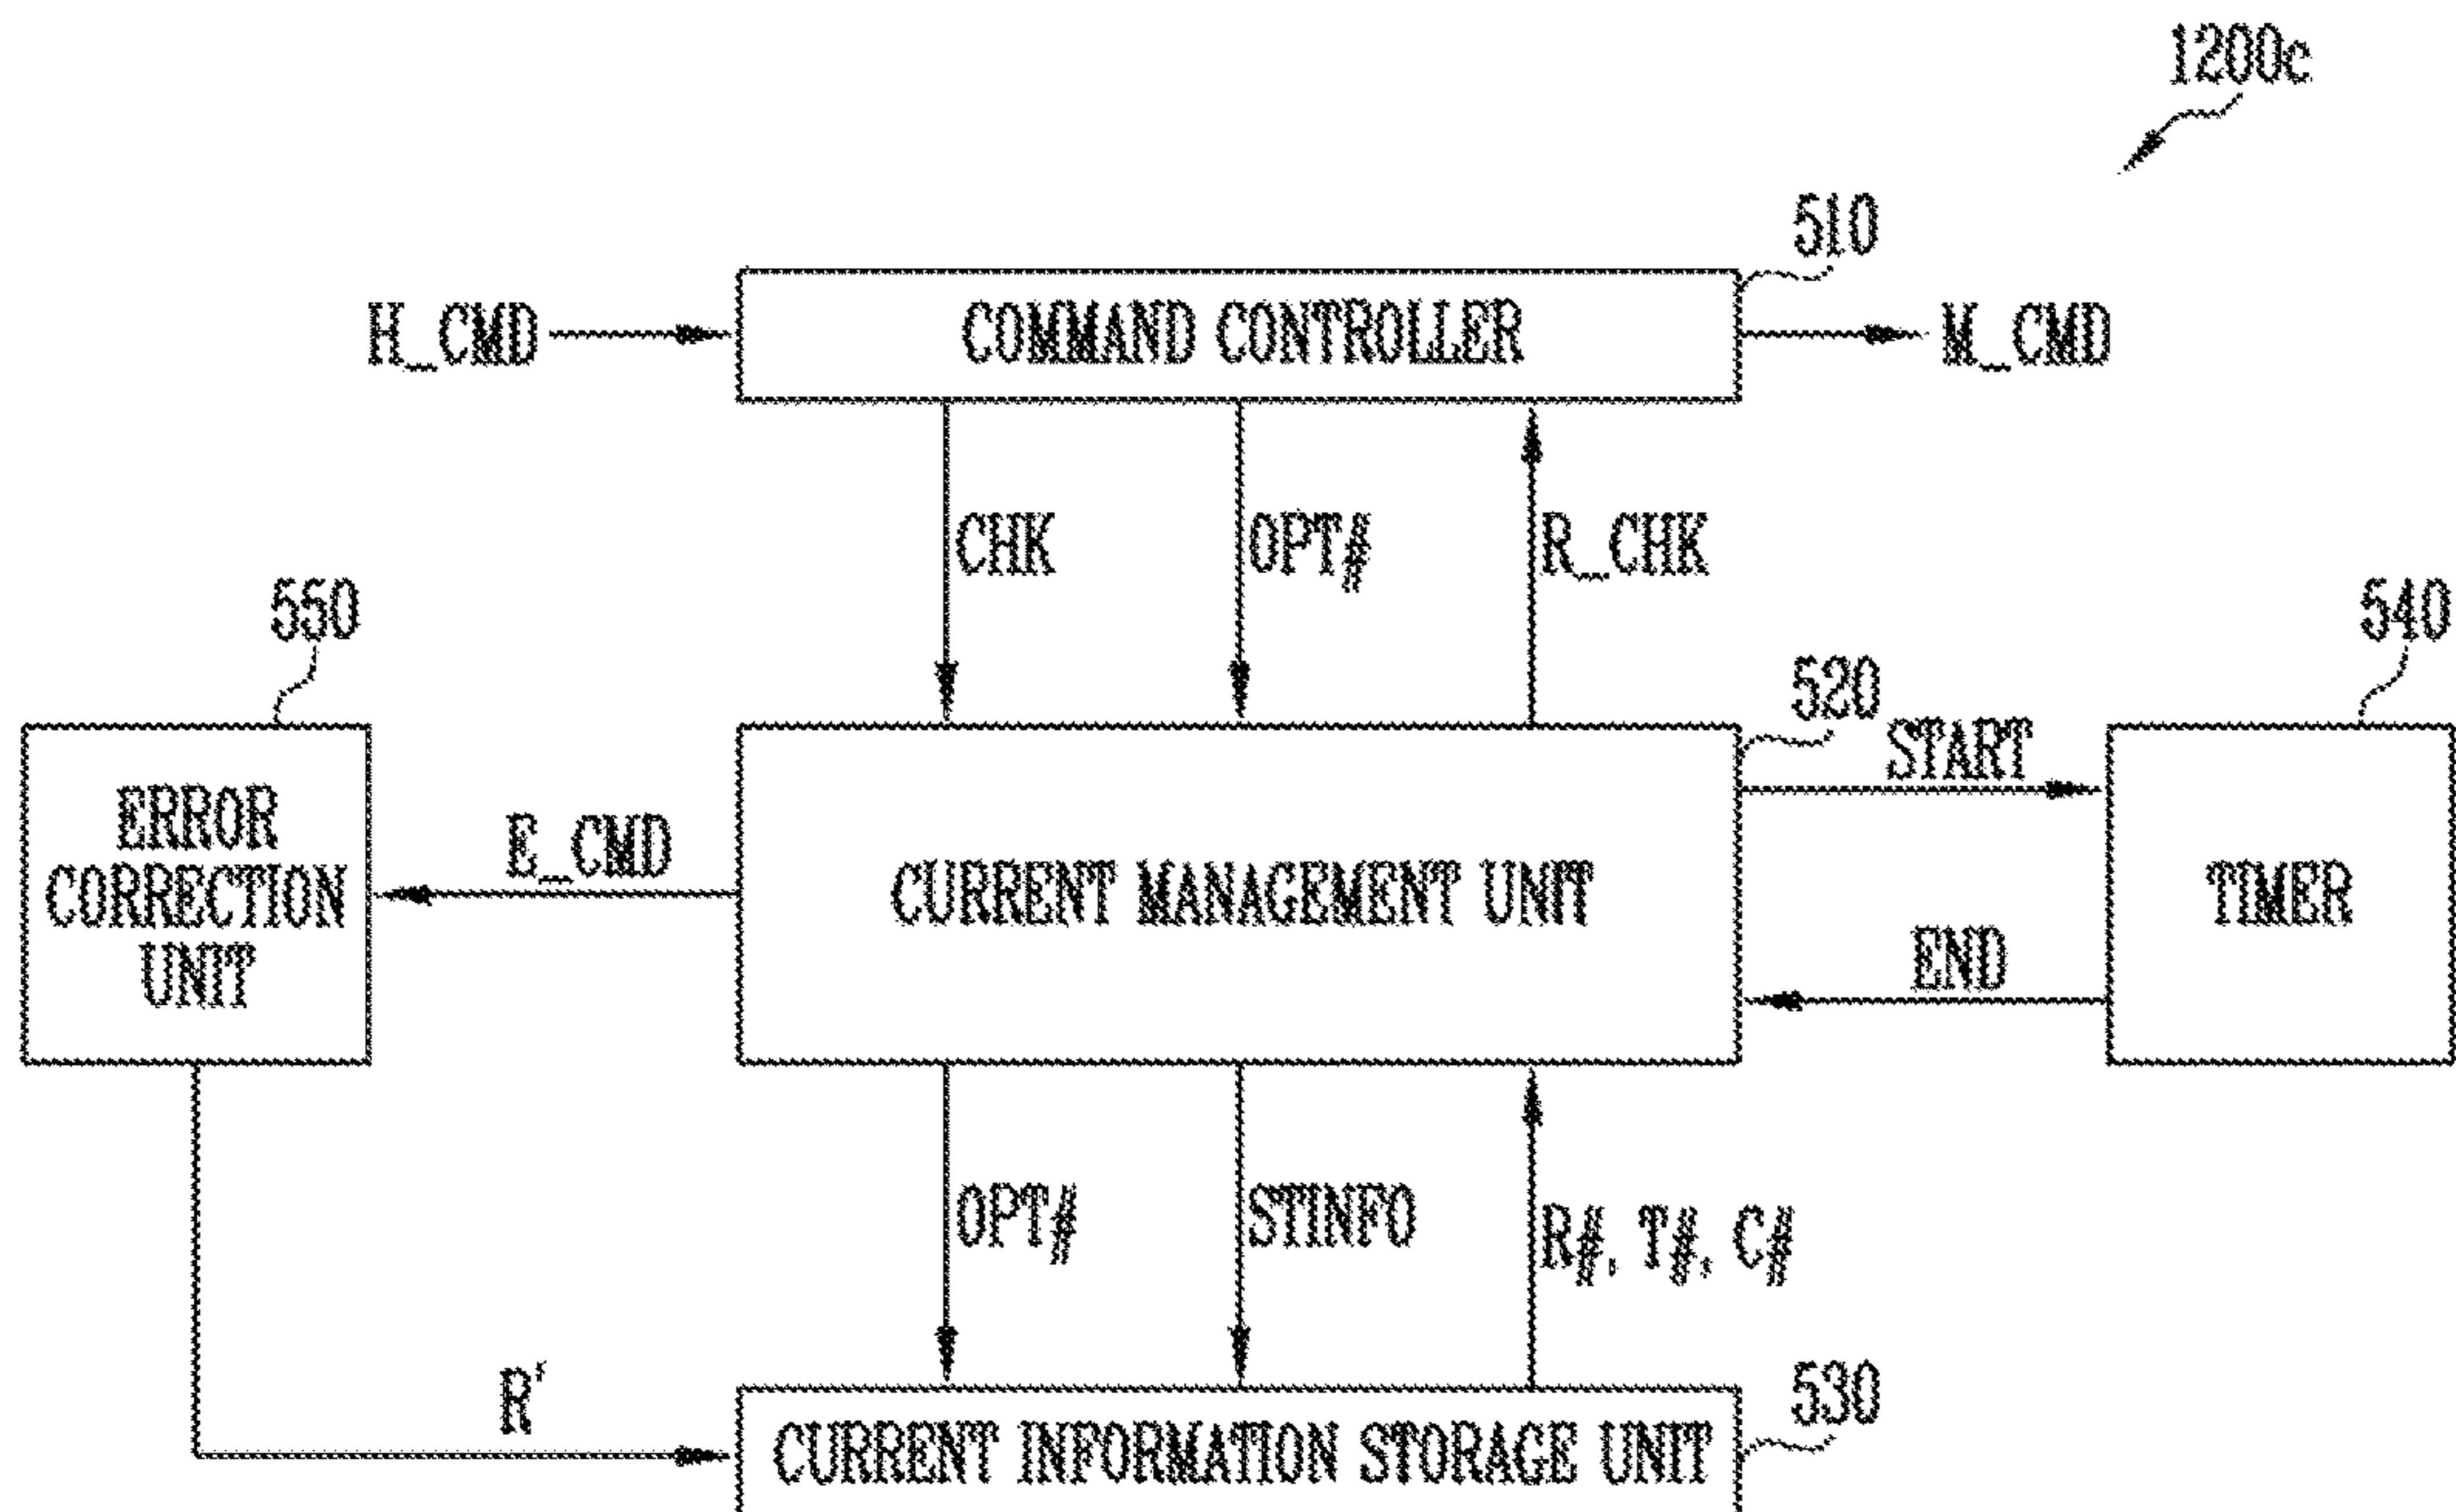 1200c
510
H_CMD
COMMAND CONTROLLER
M_CMD
CHK
OPT#
R_CHK
550
540
520
START
ERROR
CORRECTION
UNIT
E_CMD
CURRENT MANAGEMENT UNIT
TIMER
END
OPT#
STINFO
R#, T#, C#
R'
530
CURRENT INFORMATION STORAGE UNIT